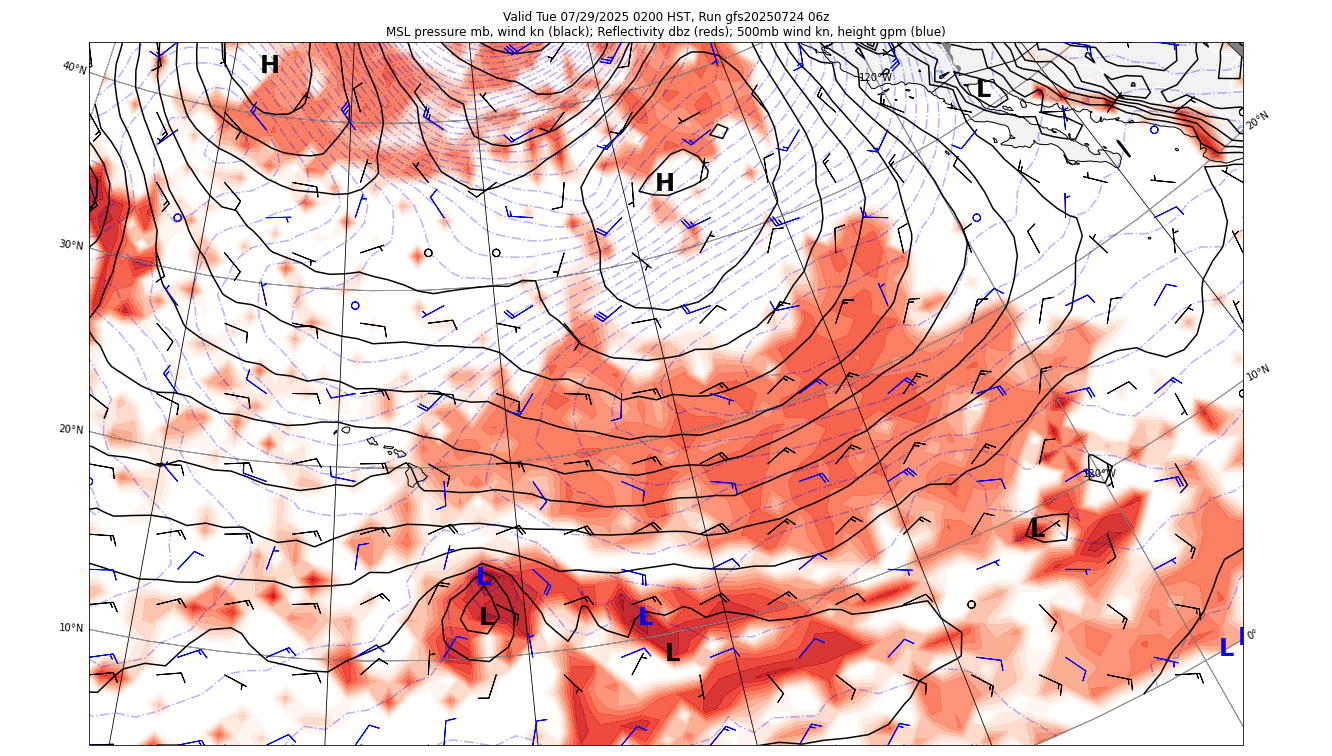 Valid Tue 07/29/2025 0200 HST, Run gfs20250724 06z
MSL pressure mb, wind kn (black); Reflectivity dbz (reds); 500mb wind kn, height gpm (blue)
H
40°N
120°W
L
20°N
H
30°N
10°N
20°N
120°W
L
L
L
L
10°N
0°
L
L